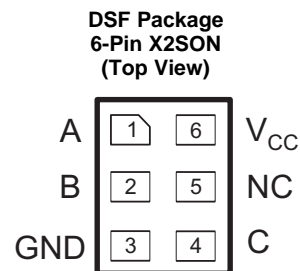 DSF Package
6-Pin X2SON
(Top View)
A 1 6 VCC
B 2 5 NC
GND 3 4 C